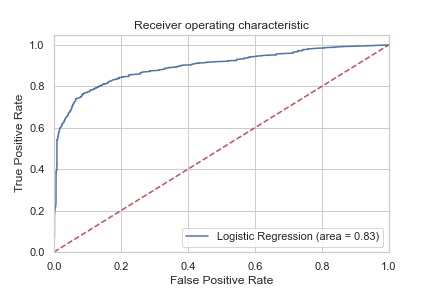 Receiver operating characteristic
True Positive Rate
1.0
0.8
0.6
0.4
0.2
0.0
Logistic Regression (area = 0.83)
0.0 0.2 0.4 0.6 0.8 1.0
False Positive Rate